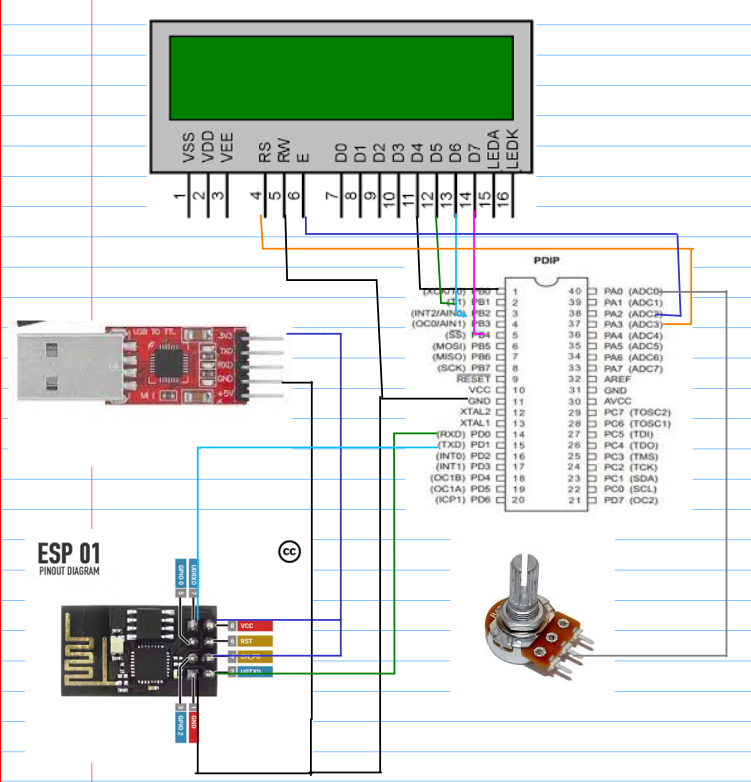 VSS
VDD
VEE
RS
RW
E
D0
D1
D2
D3
D4
D5
D6
D7
LEDA
LEDK
1
2
3
4
5
6
7
8
9
10
11
12
13
14
15
16
PDIP
PB0 1
(T1) PB1 2
(INT2/AIN0) PB2 3
(OC0/AIN1) PB3 4
(SS) PB4 5
(MOSI) PB5 6
(MISO) PB6 7
(SCK) PB7 8
RESET 9
VCC 10
GND 11
XTAL2 12
XTAL1 13
(RXD) PD0 14
(TXD) PD1 15
(INT0) PD2 16
(INT1) PD3 17
(OC1B) PD4 18
(OC1A) PD5 19
(ICP1) PD6 20
40 PA0 (ADC0)
39 PA1 (ADC1)
38 PA2 (ADC2)
37 PA3 (ADC3)
36 PA4 (ADC4)
35 PA5 (ADC5)
34 PA6 (ADC6)
33 PA7 (ADC7)
32 AREF
31 GND
30 AVCC
29 PC7 (TOSC2)
28 PC6 (TOSC1)
27 PC5 (TDI)
26 PC4 (TDO)
25 PC3 (TMS)
24 PC2 (TCK)
23 PC1 (SDA)
22 PC0 (SCL)
21 PD7 (OC2)
USB TO TTL
3V3
TXD
RXD
GND
+5V
ESP 01
PINOUT DIAGRAM
cc
GPIO 0
U0RXD
5
7
8 VCC
6 RST
CH_PD
U0TXD
3
1
GPIO 2
GND